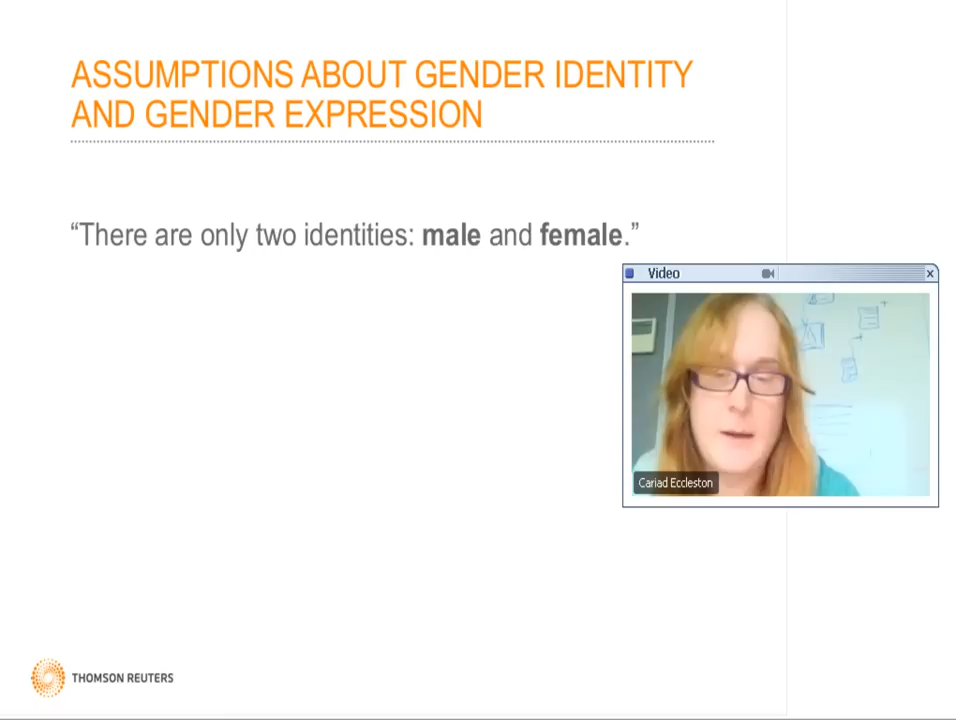 ASSUMPTIONS ABOUT GENDER IDENTITY
AND GENDER EXPRESSION
“There are only two identities: male and female.”
Video
Cariad Eccleston
THOMSON REUTERS